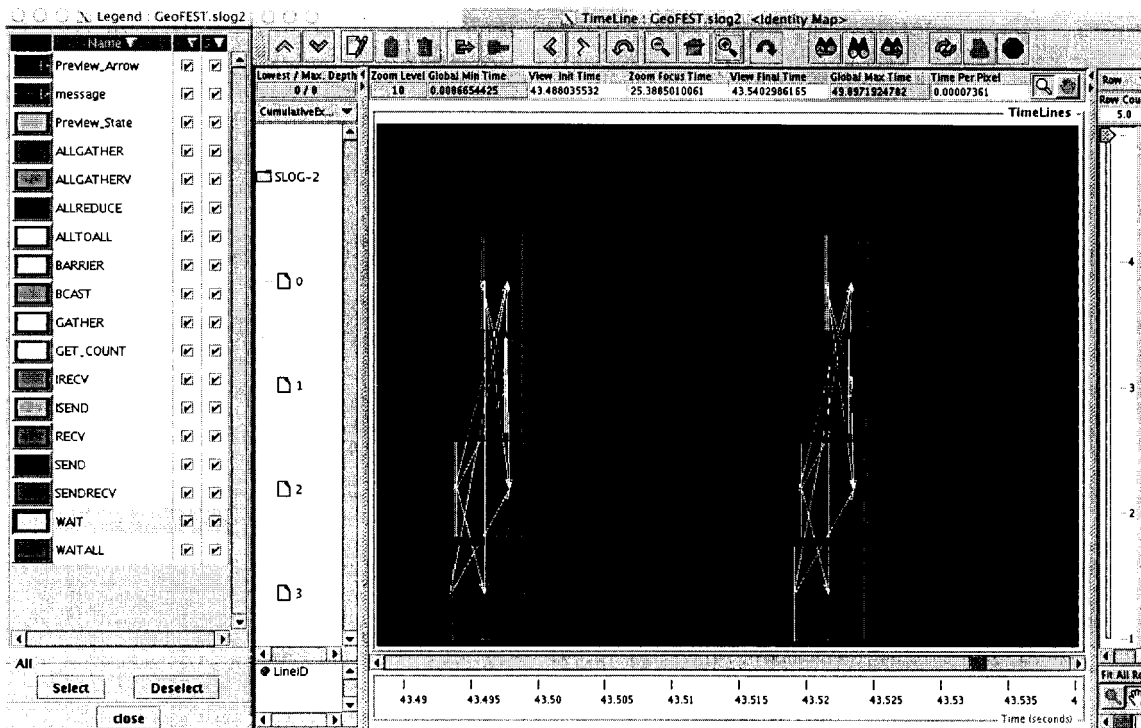 Legend : GeoFEST.slog2
TimeLine : GeoFEST.slog2 <Identity Map>
Name
Preview_Arrow
message
Preview_State
ALLGATHER
ALLGATHERV
ALLREDUCE
ALLTOALL
BARRIER
BCAST
GATHER
GET_COUNT
IRECV
ISEND
RECV
SEND
SENDRECV
WAIT
WAITALL
All
Select
Deselect
close
Lowest / Max. Depth
0 / 0
Zoom Level
10
Global Min Time
0.0086654425
View Init Time
43.488035532
Zoom Focus Time
25.3885010061
View Final Time
43.5402986165
Global Max Time
Time Per Pixel
0.00007361
Row
Row Cou
5.0
CumulativeEx...
TimeLines
SLOG-2
0
1
2
3
4
3
2
1
LineID
Fit All Ro
43.49
43.495
43.50
43.505
43.51
43.515
43.52
43.525
43.53
43.535
4
Time (seconds)